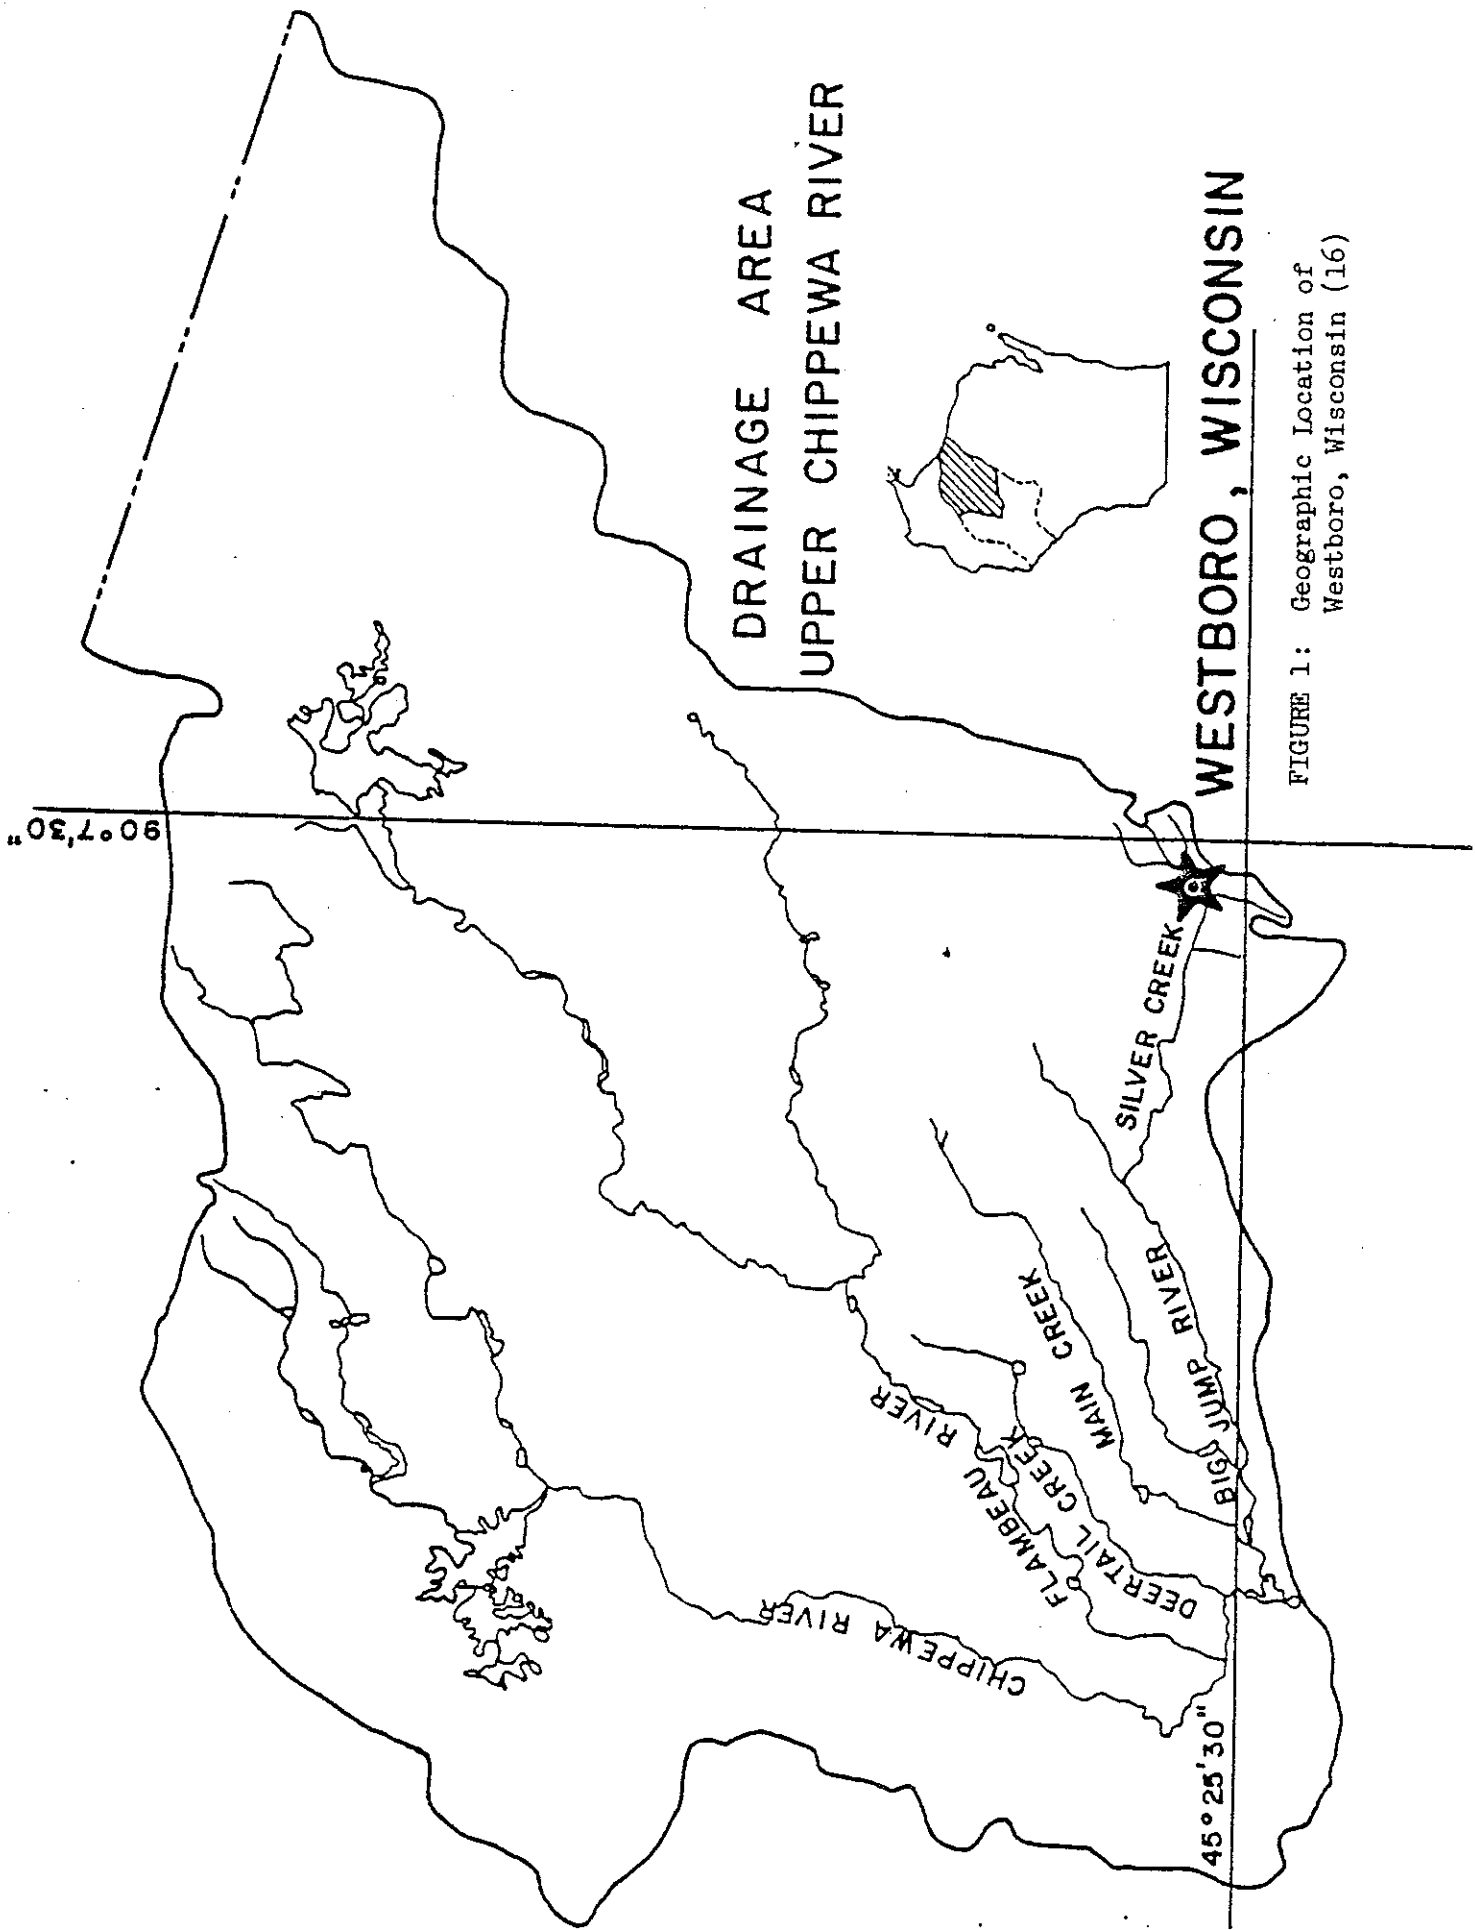 90°7'30"
DRAINAGE AREA
UPPER CHIPPEWA RIVER
WESTBORO, WISCONSIN
SILVER CREEK
BIG JUMP RIVER
MAIN CREEK
DEERTAIL CREEK
FLAMBEAU RIVER
CHIPPEWA RIVER
45°25'30"
FIGURE 1: Geographic Location of
Westboro, Wisconsin (16)